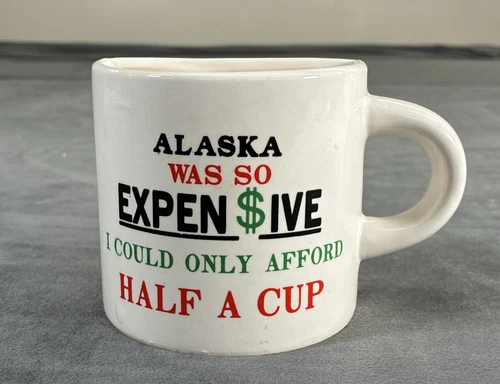 ALASKA
WAS SO
EXPEN$IVE
I COULD ONLY AFFORD
HALF A CUP